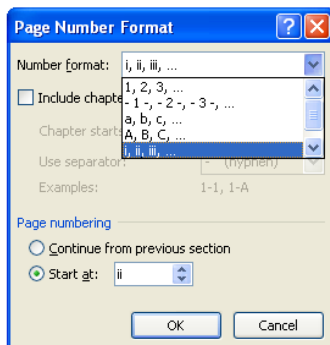 Page Number Format
Number format: i, ii, iii, ...
1, 2, 3, ...
- 1 -, - 2 -, - 3 -, ...
a, b, c, ...
A, B, C, ...
i, ii, iii, ...
Include chapte
Chapter starts
Use separator: - (hyphen)
Examples: 1-1, 1-A
Page numbering
Continue from previous section
Start at: ii
OK Cancel